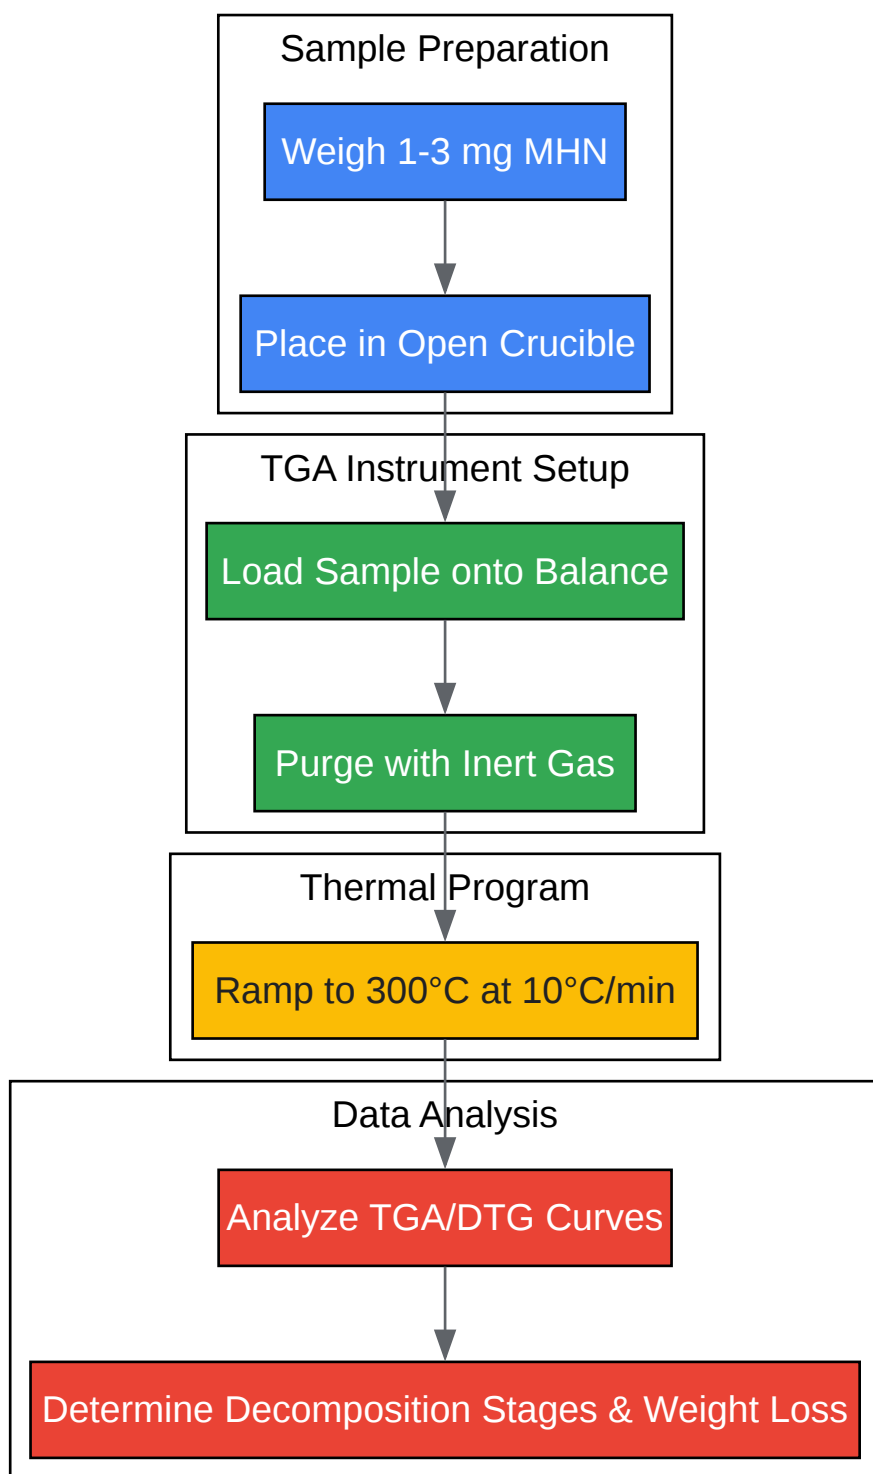 Sample Preparation
Weigh 1-3 mg MHN
Place in Open Crucible
TGA Instrument Setup
Load Sample onto Balance
Purge with Inert Gas
Thermal Program
Ramp to 300°C at 10°C/min
Data Analysis
Analyze TGA/DTG Curves
Determine Decomposition Stages & Weight Loss